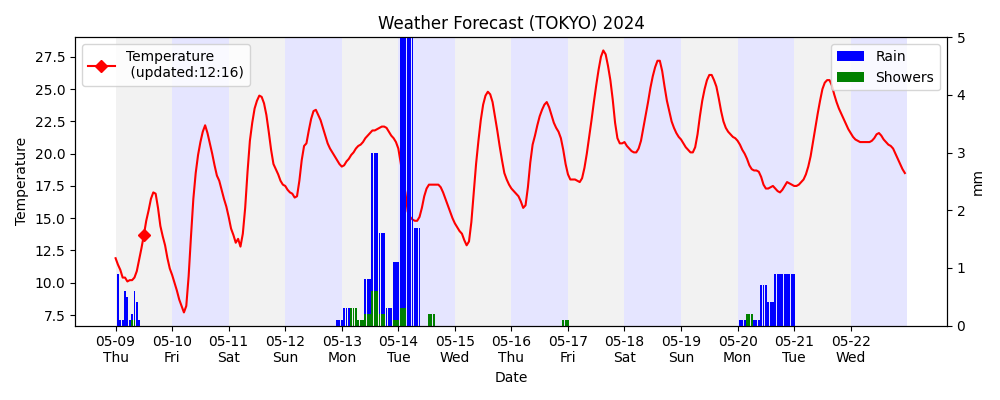 Weather Forecast (TOKYO) 2024
Temperature
(updated:12:16)
Rain
Showers
Temperature
27.5
25.0
22.5
20.0
17.5
15.0
12.5
10.0
7.5
5
4
3
2
1
0
mm
05-09 05-10 05-11 05-12 05-13 05-14 05-15 05-16 05-17 05-18 05-19 05-20 05-21 05-22
Thu Fri Sat Sun Mon Tue Wed Thu Fri Sat Sun Mon Tue Wed
Date